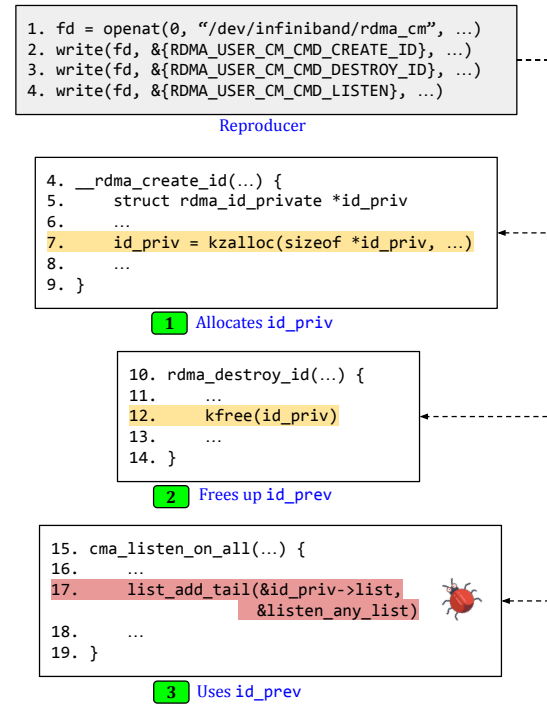 1. fd = openat(0, “/dev/infiniband/rdma_cm”, …)
2. write(fd, &{RDMA_USER_CM_CMD_CREATE_ID}, …)
3. write(fd, &{RDMA_USER_CM_CMD_DESTROY_ID}, …)
4. write(fd, &{RDMA_USER_CM_CMD_LISTEN}, …)
Reproducer
4. __rdma_create_id(…) {
5. struct rdma_id_private *id_priv
6. …
7. id_priv = kzalloc(sizeof *id_priv, …)
8. …
9. }
1 Allocates id_priv
10. rdma_destroy_id(…) {
11. …
12. kfree(id_priv)
13. …
14. }
2 Frees up id_prev
15. cma_listen_on_all(…) {
16. …
17. list_add_tail(&id_priv->list,
&listen_any_list)
18. …
19. }
3 Uses id_prev